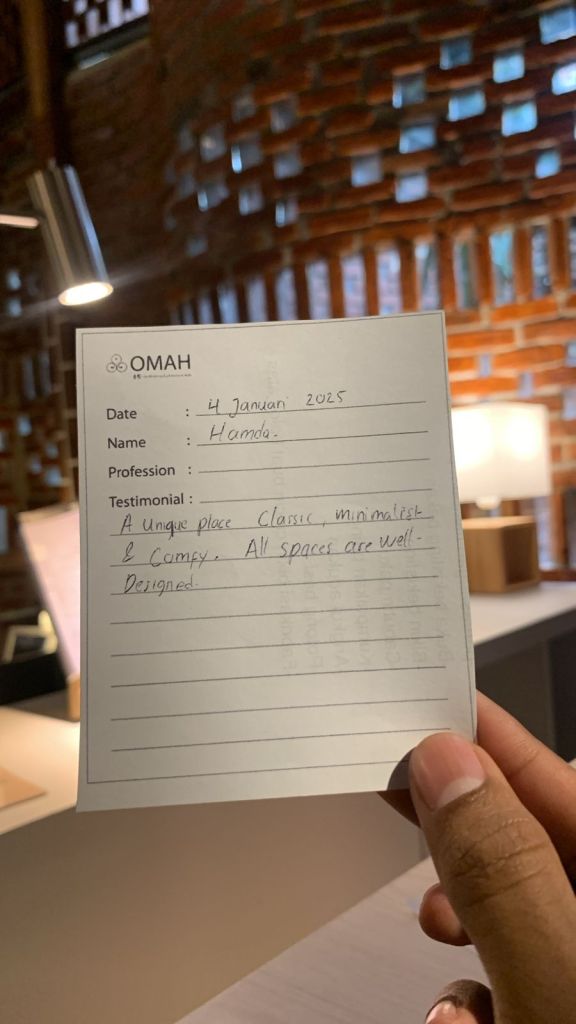 OMAH
Date : 4 Januari 2025
Name : Hamda.
Profession :
Testimonial :
A Unique place Classic, minimalist
& Comfy. All spaces are well-
Designed.